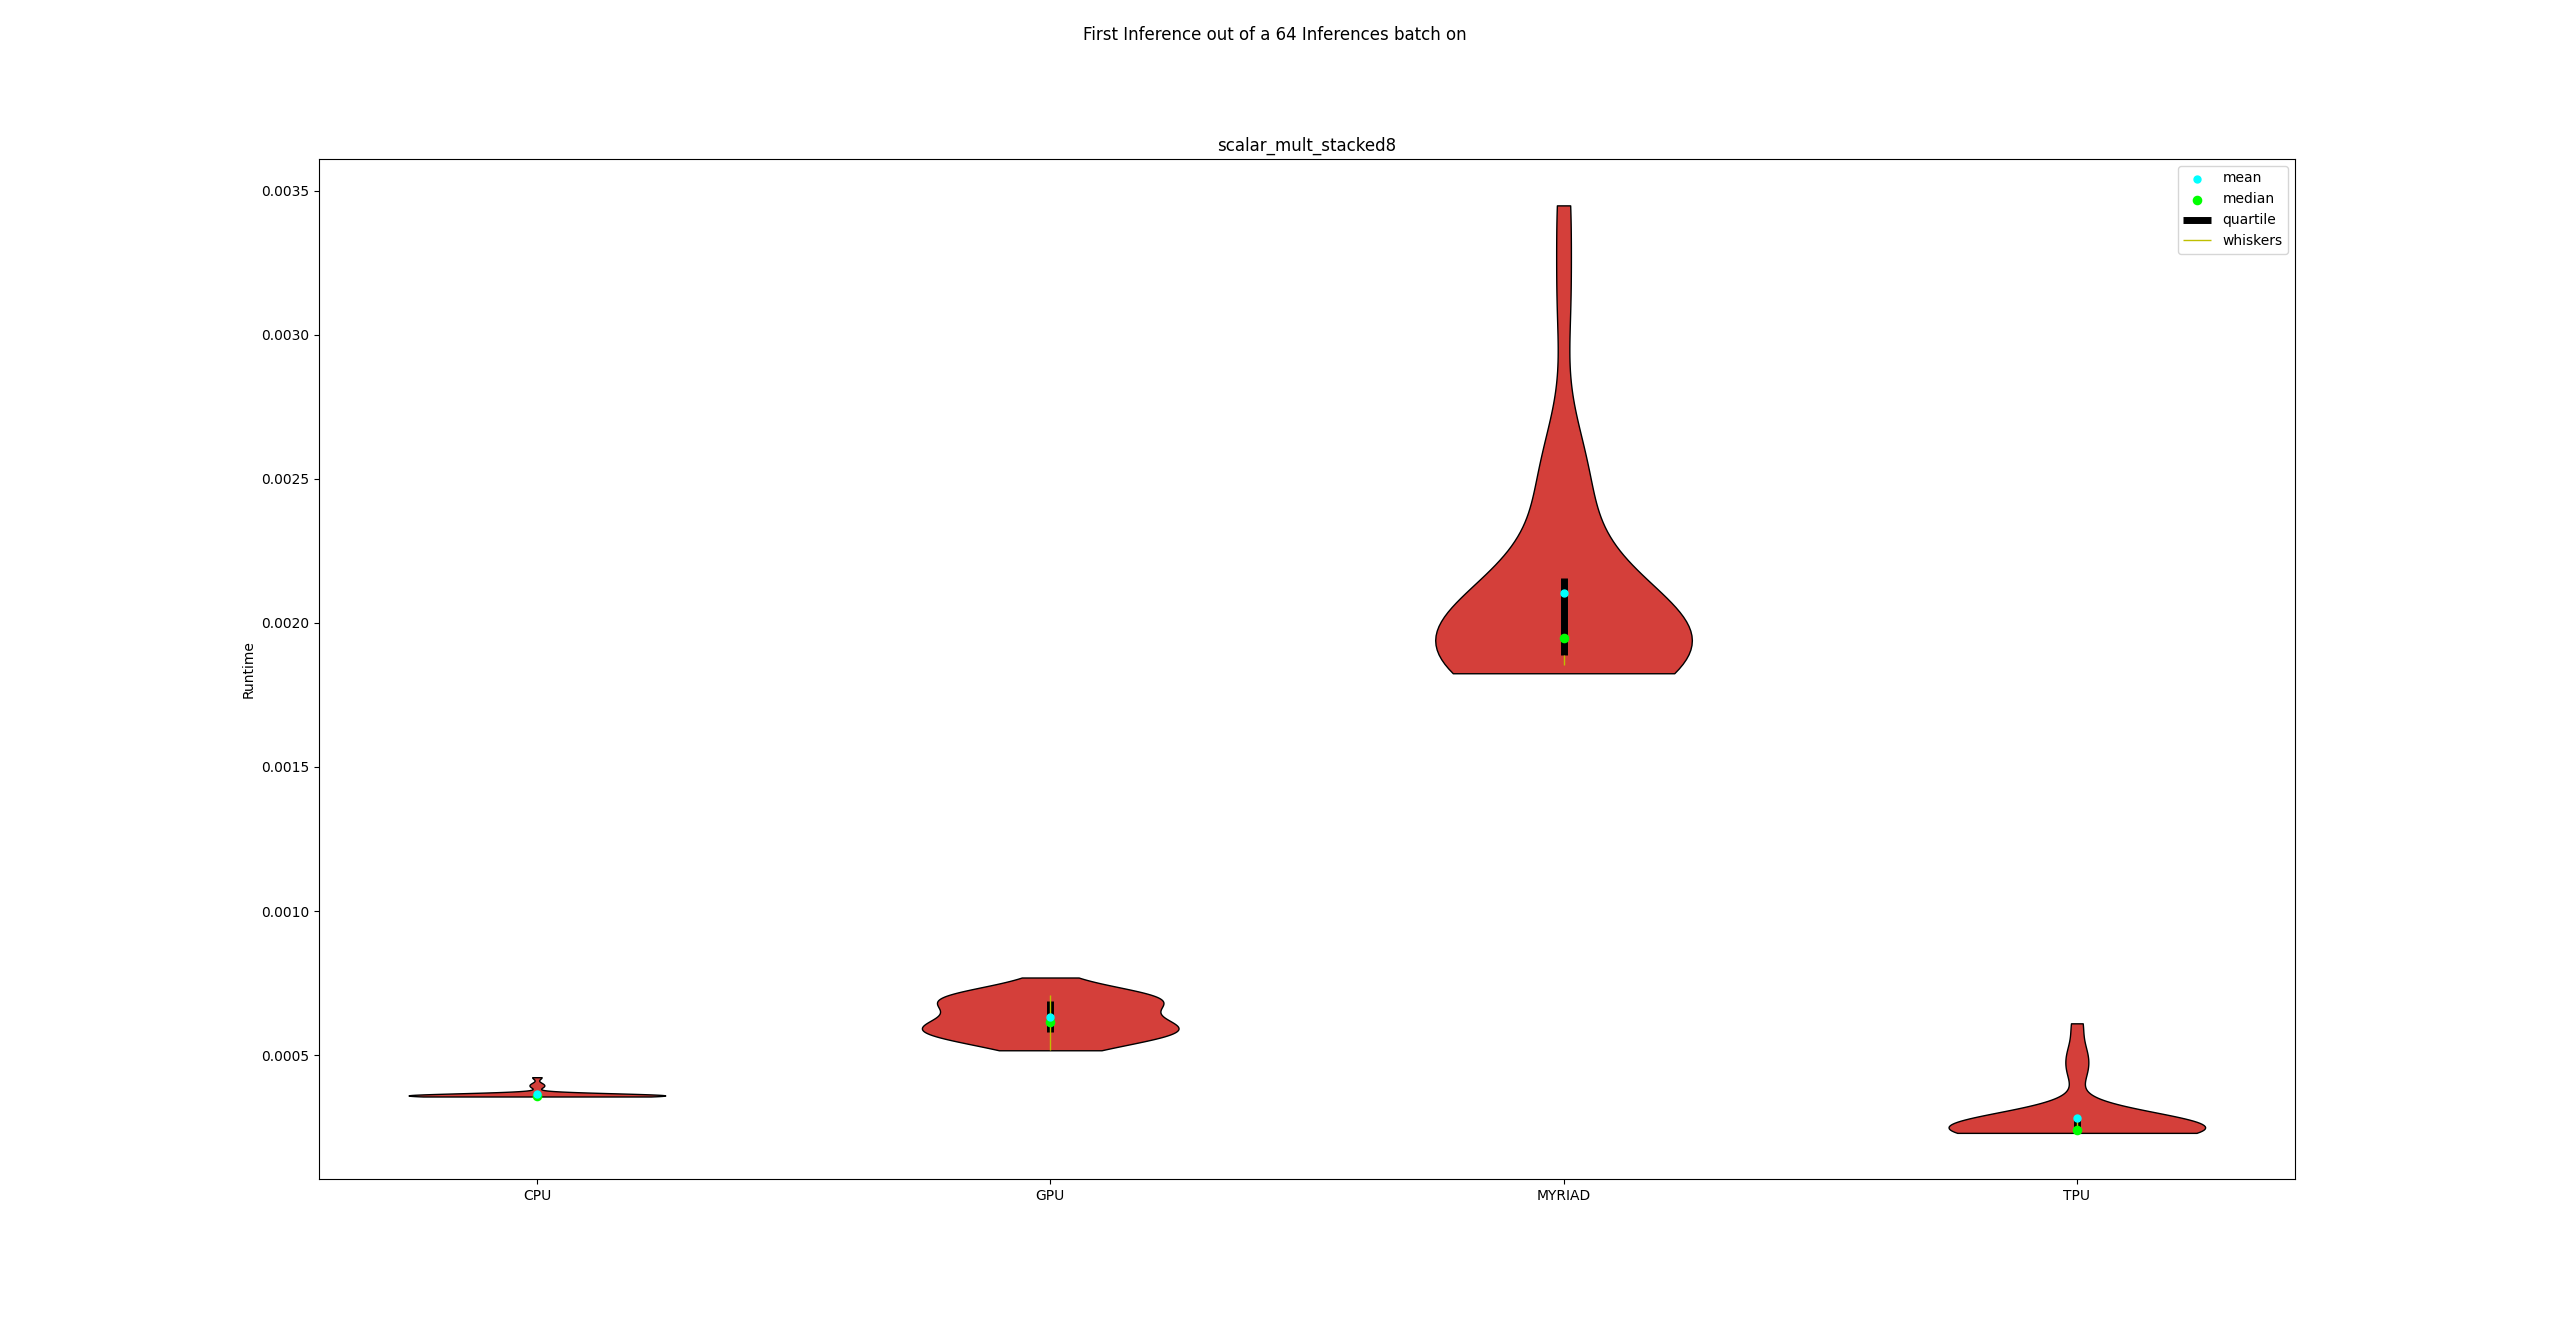 First Inference out of a 64 Inferences batch on
scalar_mult_stacked8
mean
median
quartile
whiskers
0.0035
0.0030
0.0025
0.0020
0.0015
0.0010
0.0005
Runtime
CPU
GPU
MYRIAD
TPU